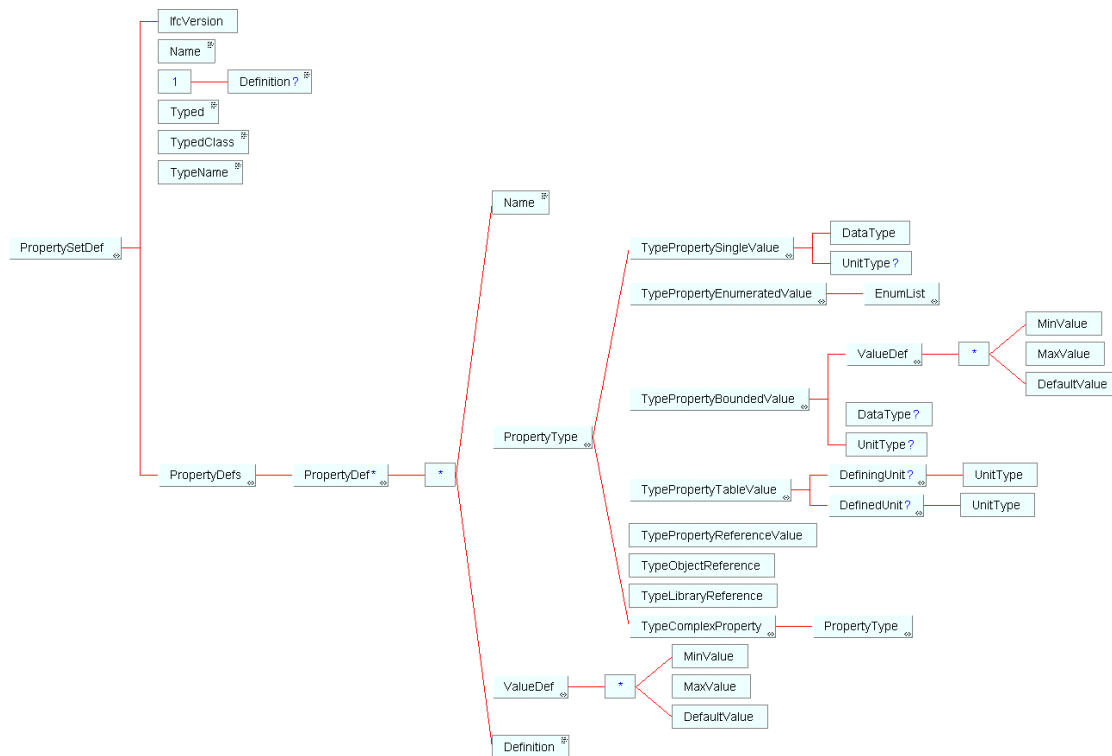 IfcVersion
Name
1
Definition?
Typed
TypedClass
TypeName
PropertySetDef
PropertyDefs
PropertyDef*
*
Name
PropertyType
TypePropertySingleValue
DataType
UnitType?
TypePropertyEnumeratedValue
EnumList
TypePropertyBoundedValue
ValueDef
*
MinValue
MaxValue
DefaultValue
DataType?
UnitType?
TypePropertyTableValue
DefiningUnit?
UnitType
DefinedUnit?
UnitType
TypePropertyReferenceValue
TypeObjectReference
TypeLibraryReference
TypeComplexProperty
PropertyType
ValueDef
*
MinValue
MaxValue
DefaultValue
Definition